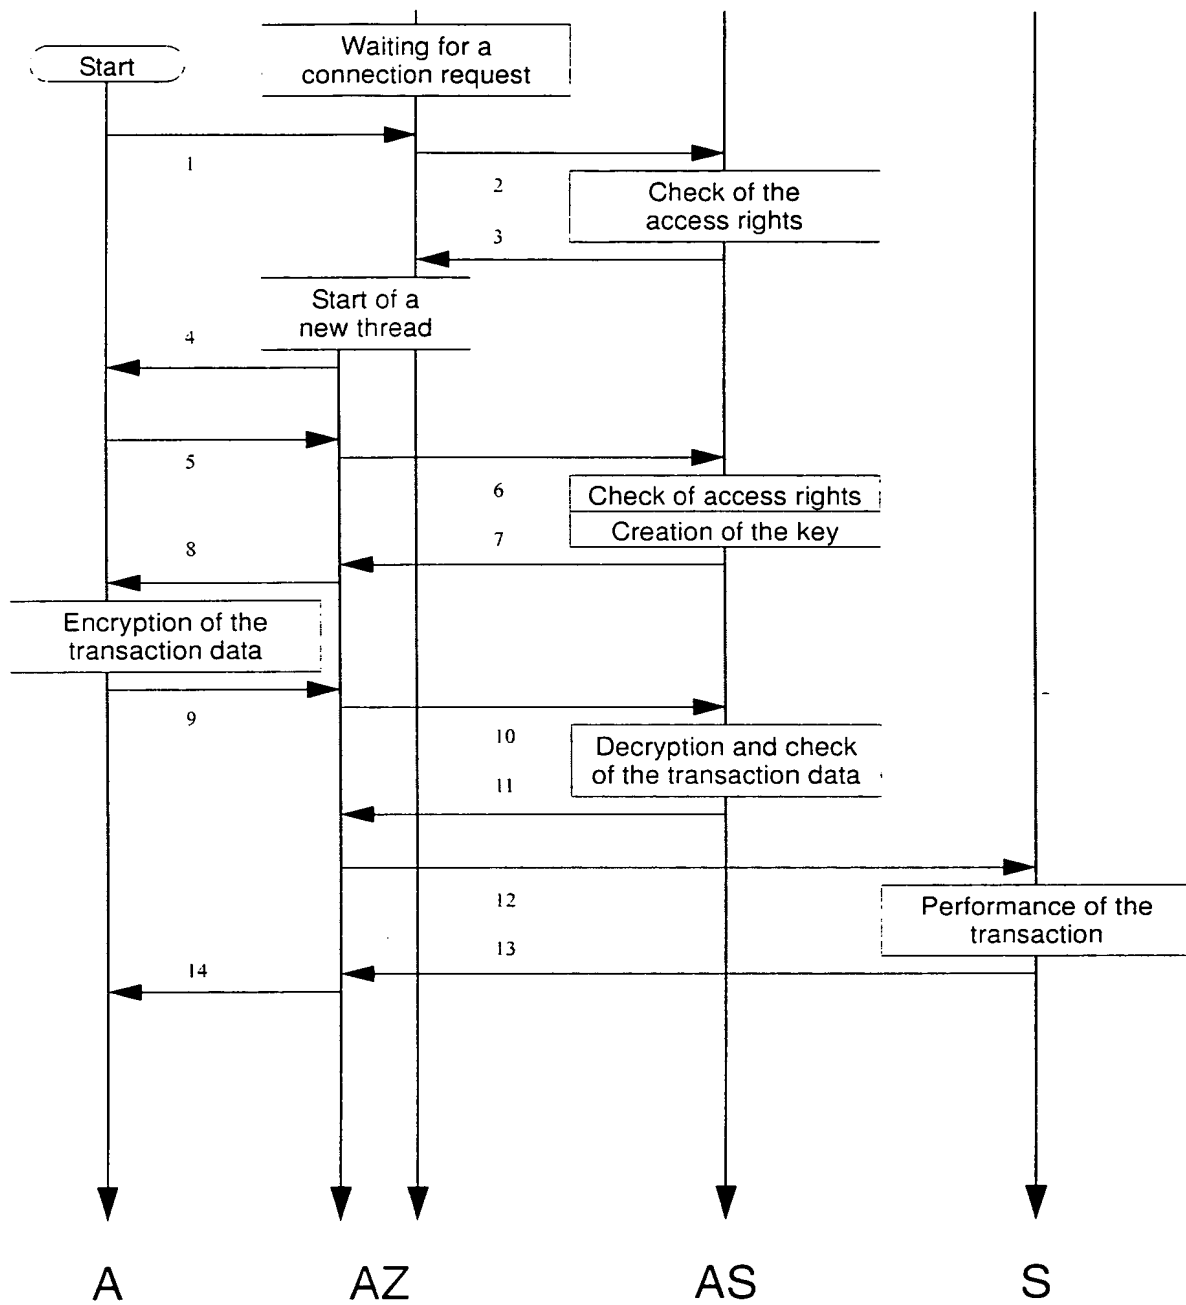 Waiting for a
connection request
Start
1
2
Check of the
access rights
3
Start of a
new thread
4
5
6
Check of access rights
Creation of the key
7
8
Encryption of the
transaction data
9
10
Decryption and check
of the transaction data
11
12
Performance of the
transaction
13
14
A
AZ
AS
S